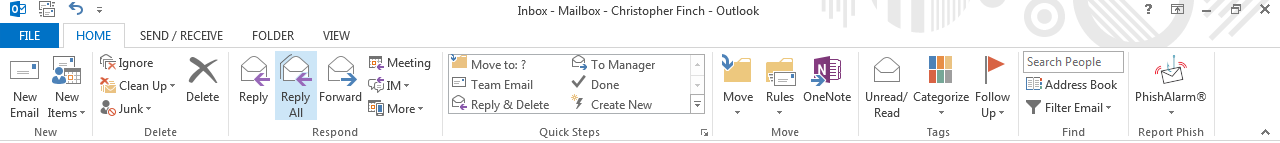 Inbox - Mailbox - Christopher Finch - Outlook
FILE HOME SEND / RECEIVE FOLDER VIEW
New Email
New Items
Ignore
Clean Up
Junk
Delete
Reply
Reply All
Forward
Meeting
IM
More
Move to: ?
Team Email
Reply & Delete
To Manager
Done
Create New
Move
Rules
OneNote
Unread/ Read
Categorize
Follow Up
Search People
Address Book
Filter Email
PhishAlarm®
New
Delete
Respond
Quick Steps
Move
Tags
Find
Report Phish